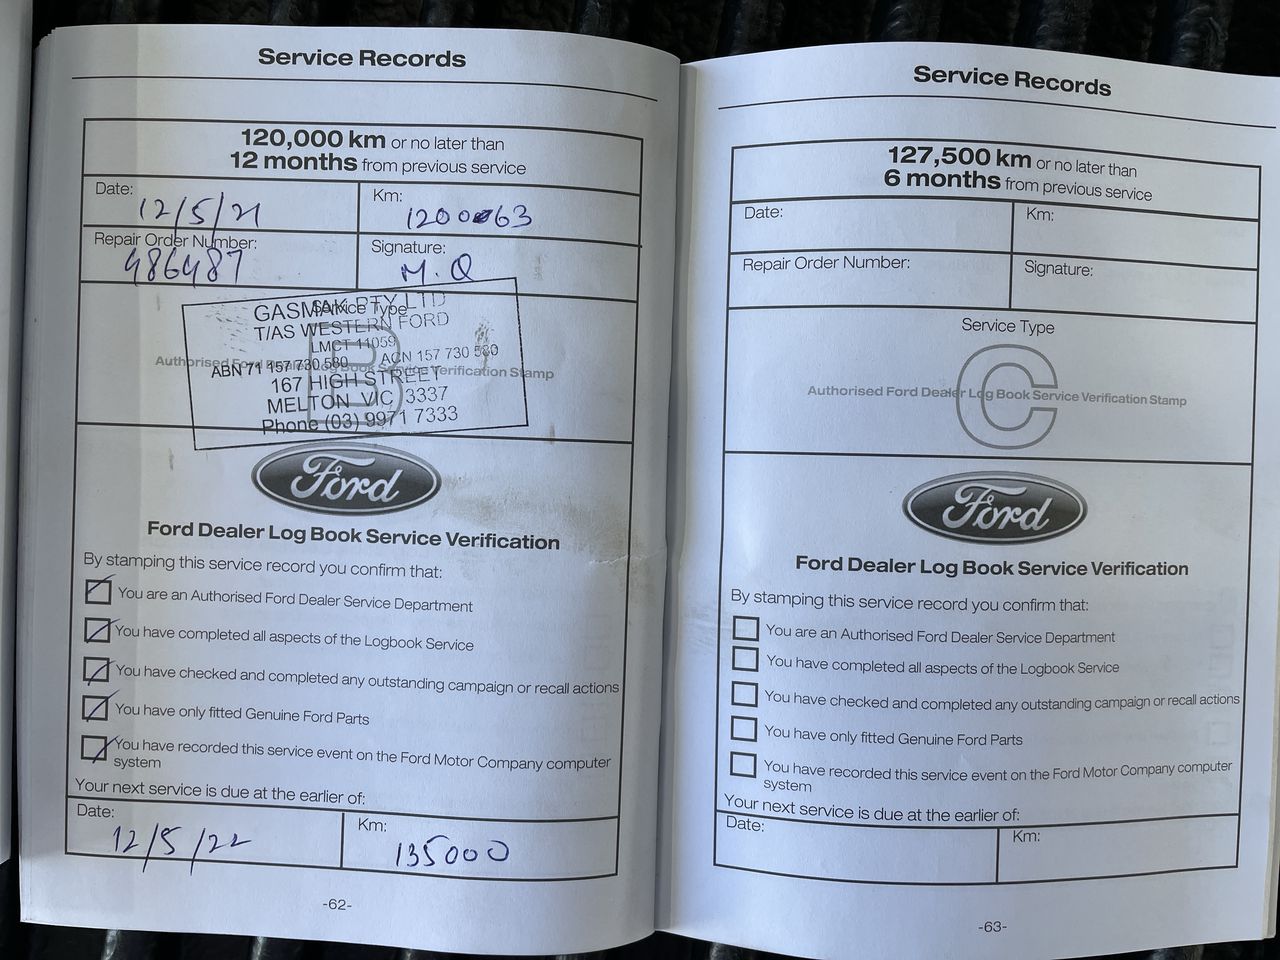 Service Records
120,000 km or no later than
12 months from previous service
Date:
12/5/21
Km:
1200063
Repair Order Number:
486487
Signature:
M.Q
Service Type
B
Authorised Ford Dealer Log Book Service Verification Stamp
GASMAK PTY LTD
T/AS WESTERN FORD
LMCT 11059
ABN 71 157 730 580 ACN 157 730 580
167 HIGH STREET
MELTON VIC 3337
Phone (03) 9971 7333
Ford
Ford Dealer Log Book Service Verification
By stamping this service record you confirm that:
You are an Authorised Ford Dealer Service Department
You have completed all aspects of the Logbook Service
You have checked and completed any outstanding campaign or recall actions
You have only fitted Genuine Ford Parts
You have recorded this service event on the Ford Motor Company computer
system
Your next service is due at the earlier of:
Date:
12/5/22
Km:
135000
-62-
Service Records
127,500 km or no later than
6 months from previous service
Date:
Km:
Repair Order Number:
Signature:
Service Type
C
Authorised Ford Dealer Log Book Service Verification Stamp
Ford
Ford Dealer Log Book Service Verification
By stamping this service record you confirm that:
You are an Authorised Ford Dealer Service Department
You have completed all aspects of the Logbook Service
You have checked and completed any outstanding campaign or recall actions
You have only fitted Genuine Ford Parts
You have recorded this service event on the Ford Motor Company computer
system
Your next service is due at the earlier of:
Date:
Km:
-63-